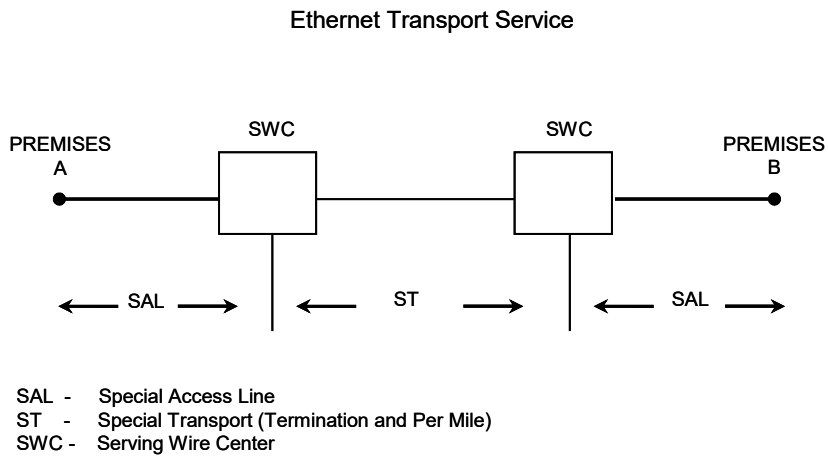 Ethernet Transport Service
SWC
SWC
PREMISES
A
PREMISES
B
SAL
ST
SAL
SAL - Special Access Line
ST - Special Transport (Termination and Per Mile)
SWC - Serving Wire Center